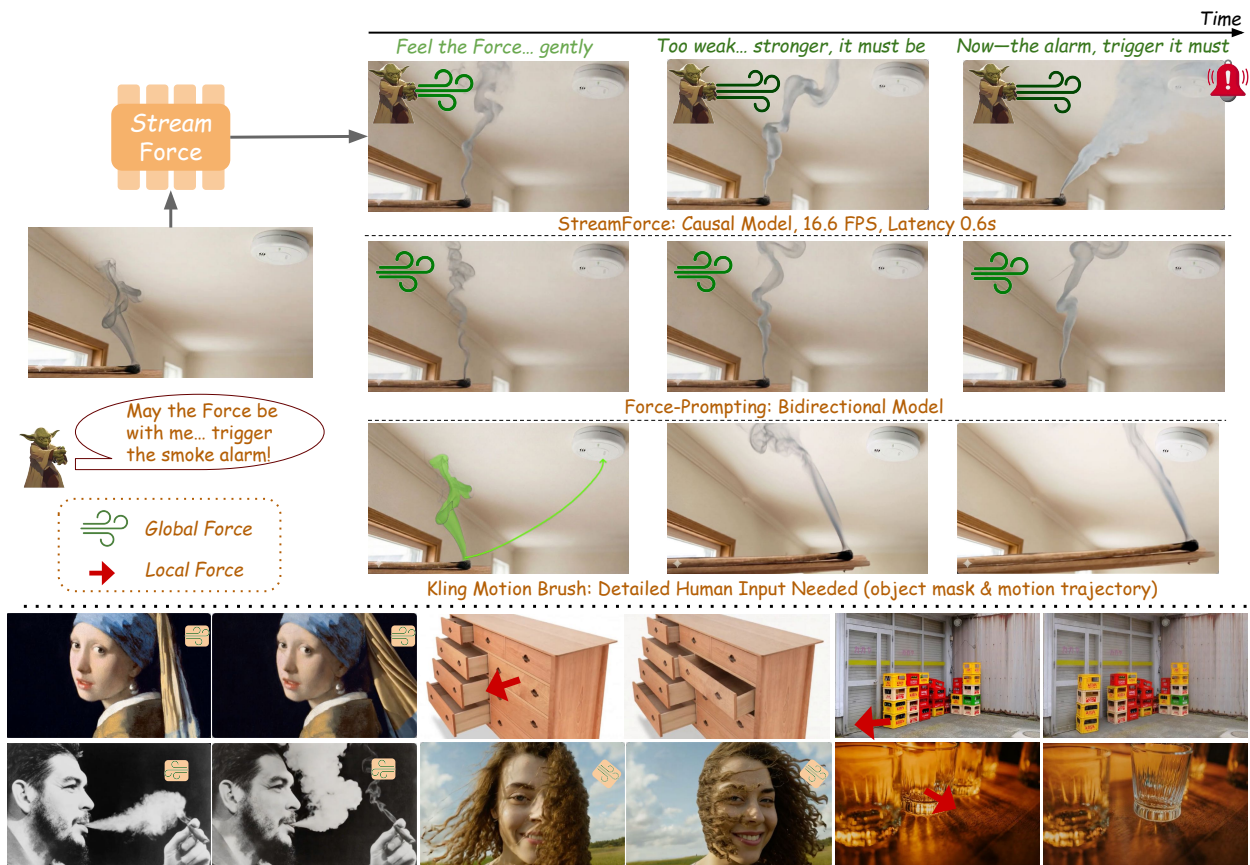 Time
Feel the Force... gently
Too weak... stronger, it must be
Now—the alarm, trigger it must
Stream
Force
StreamForce: Causal Model, 16.6 FPS, Latency 0.6s
Force-Prompting: Bidirectional Model
May the Force be
with me... trigger
the smoke alarm!
Global Force
Local Force
Kling Motion Brush: Detailed Human Input Needed (object mask & motion trajectory)